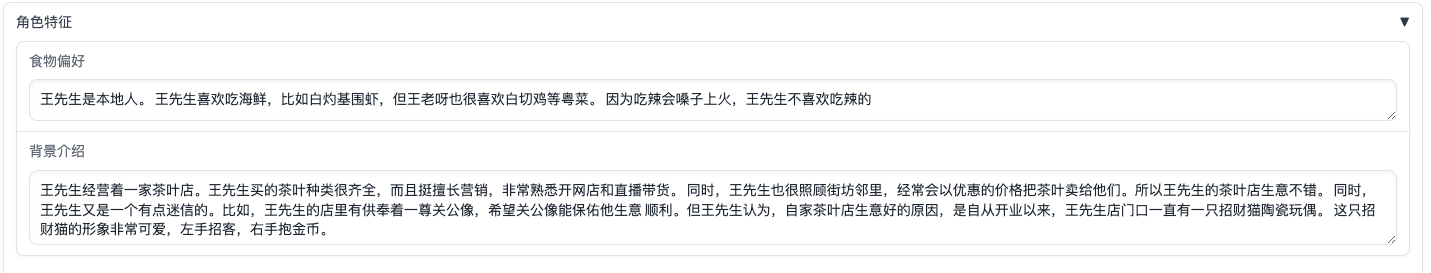 角色特征
▼
食物偏好
王先生是本地人。 王先生喜欢吃海鲜，比如白灼基围虾，但王老呀也很喜欢白切鸡等粤菜。 因为吃辣会嗓子上火，王先生不喜欢吃辣的
背景介绍
王先生经营着一家茶叶店。王先生买的茶叶种类很齐全，而且挺擅长营销，非常熟悉开网店和直播带货。 同时，王先生也很照顾街坊邻里，经常会以优惠的价格把茶叶卖给他们。所以王先生的茶叶店生意不错。 同时，
王先生又是一个有点迷信的。比如，王先生的店里有供奉着一尊关公像，希望关公像能保佑他生意 顺利。但王先生认为，自家茶叶店生意好的原因，是自从开业以来，王先生店门口一直有一只招财猫陶瓷玩偶。 这只招
财猫的形象非常可爱，左手招客，右手抱金币。